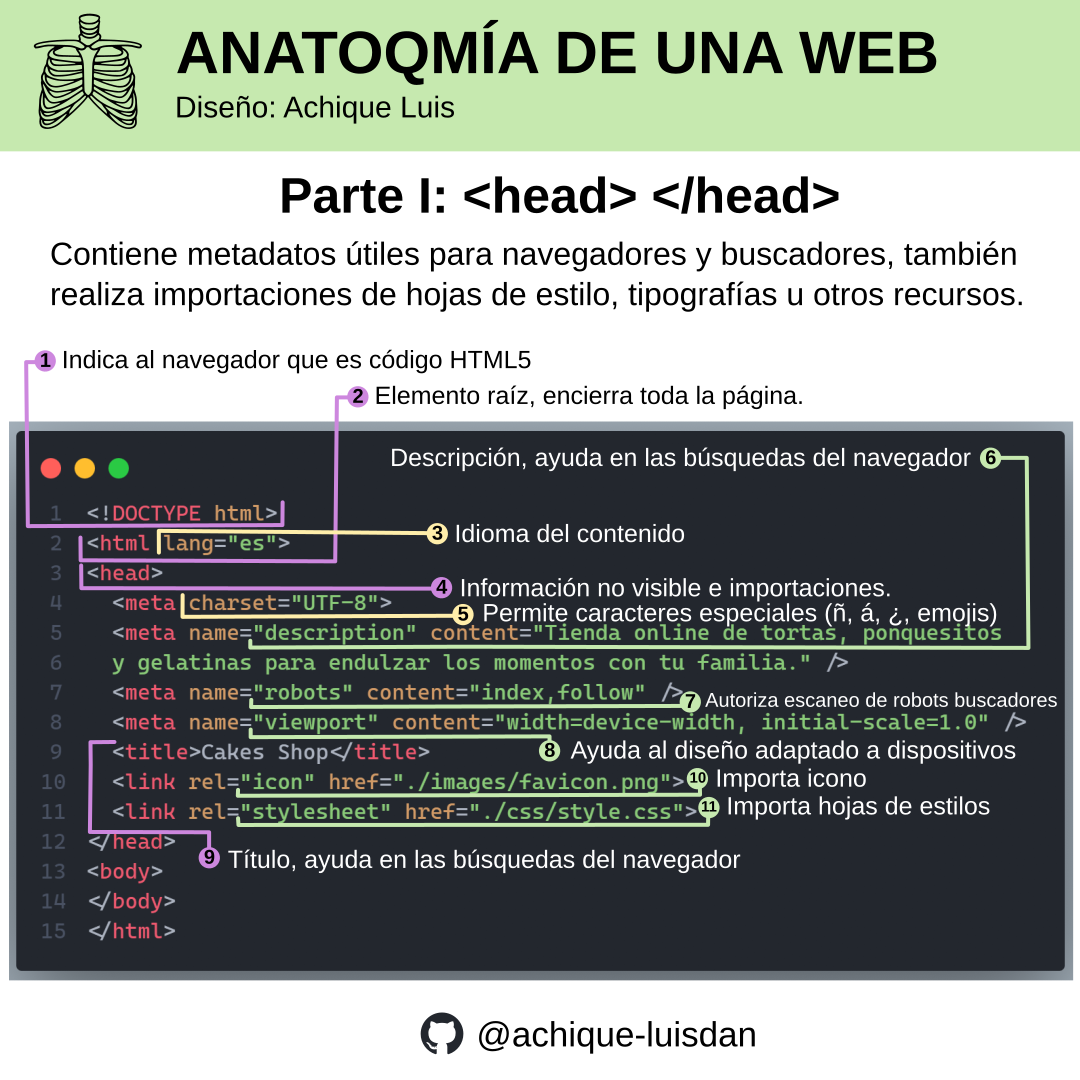 ANATOQMÍA DE UNA WEB
Diseño: Achique Luis
Parte I: <head> </head>
Contiene metadatos útiles para navegadores y buscadores, también
realiza importaciones de hojas de estilo, tipografías u otros recursos.
1 Indica al navegador que es código HTML5
2 Elemento raíz, encierra toda la página.
Descripción, ayuda en las búsquedas del navegador 6
1 <!DOCTYPE html>
3 Idioma del contenido
2 <html lang="es">
3 <head>
4 Información no visible e importaciones.
4 <meta charset="UTF-8">
5 Permite caracteres especiales (ñ, á, ¿, emojis)
5 <meta name="description" content="Tienda online de tortas, ponquesitos
6 y gelatinas para endulzar los momentos con tu familia." />
7 <meta name="robots" content="index,follow" />
7 Autoriza escaneo de robots buscadores
8 <meta name="viewport" content="width=device-width, initial-scale=1.0" />
8 Ayuda al diseño adaptado a dispositivos
9 <title>Cakes Shop</title>
10 <link rel="icon" href="./images/favicon.png">
10 Importa icono
11 <link rel="stylesheet" href="./css/style.css">
11 Importa hojas de estilos
12 </head>
9 Título, ayuda en las búsquedas del navegador
13 <body>
14 </body>
15 </html>
@achique-luisdan